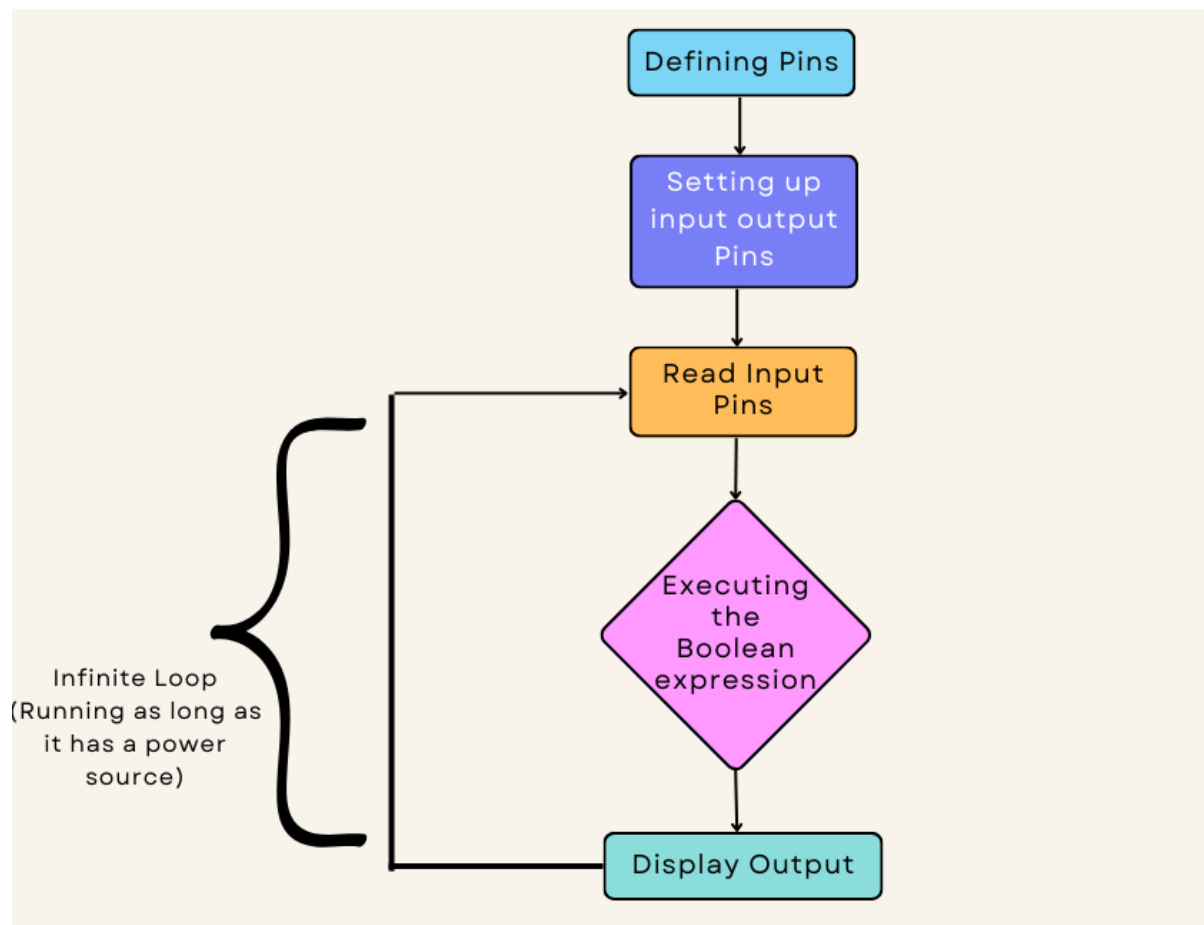 Defining Pins
Setting up
input output
Pins
Read Input
Pins
Executing
the
Boolean
expression
Infinite Loop
(Running as long as
it has a power
source)
Display Output